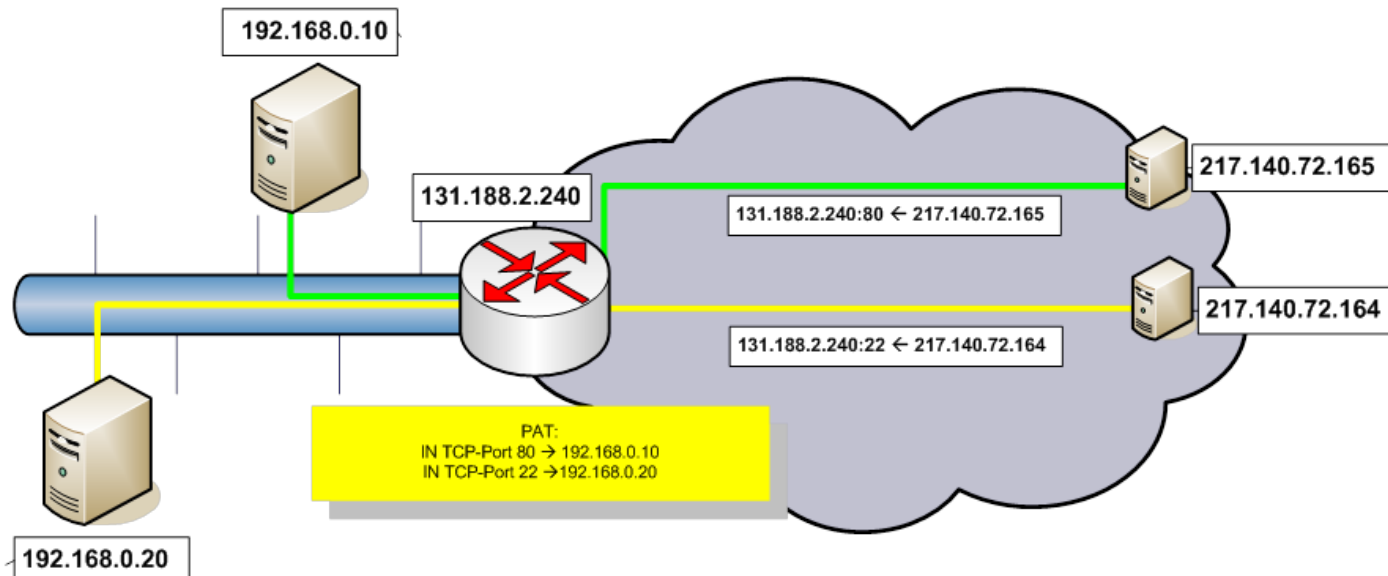 192.168.0.10
131.188.2.240
217.140.72.165
131.188.2.240:80 ← 217.140.72.165
217.140.72.164
131.188.2.240:22 ← 217.140.72.164
PAT:
IN TCP-Port 80 → 192.168.0.10
IN TCP-Port 22 →192.168.0.20
192.168.0.20